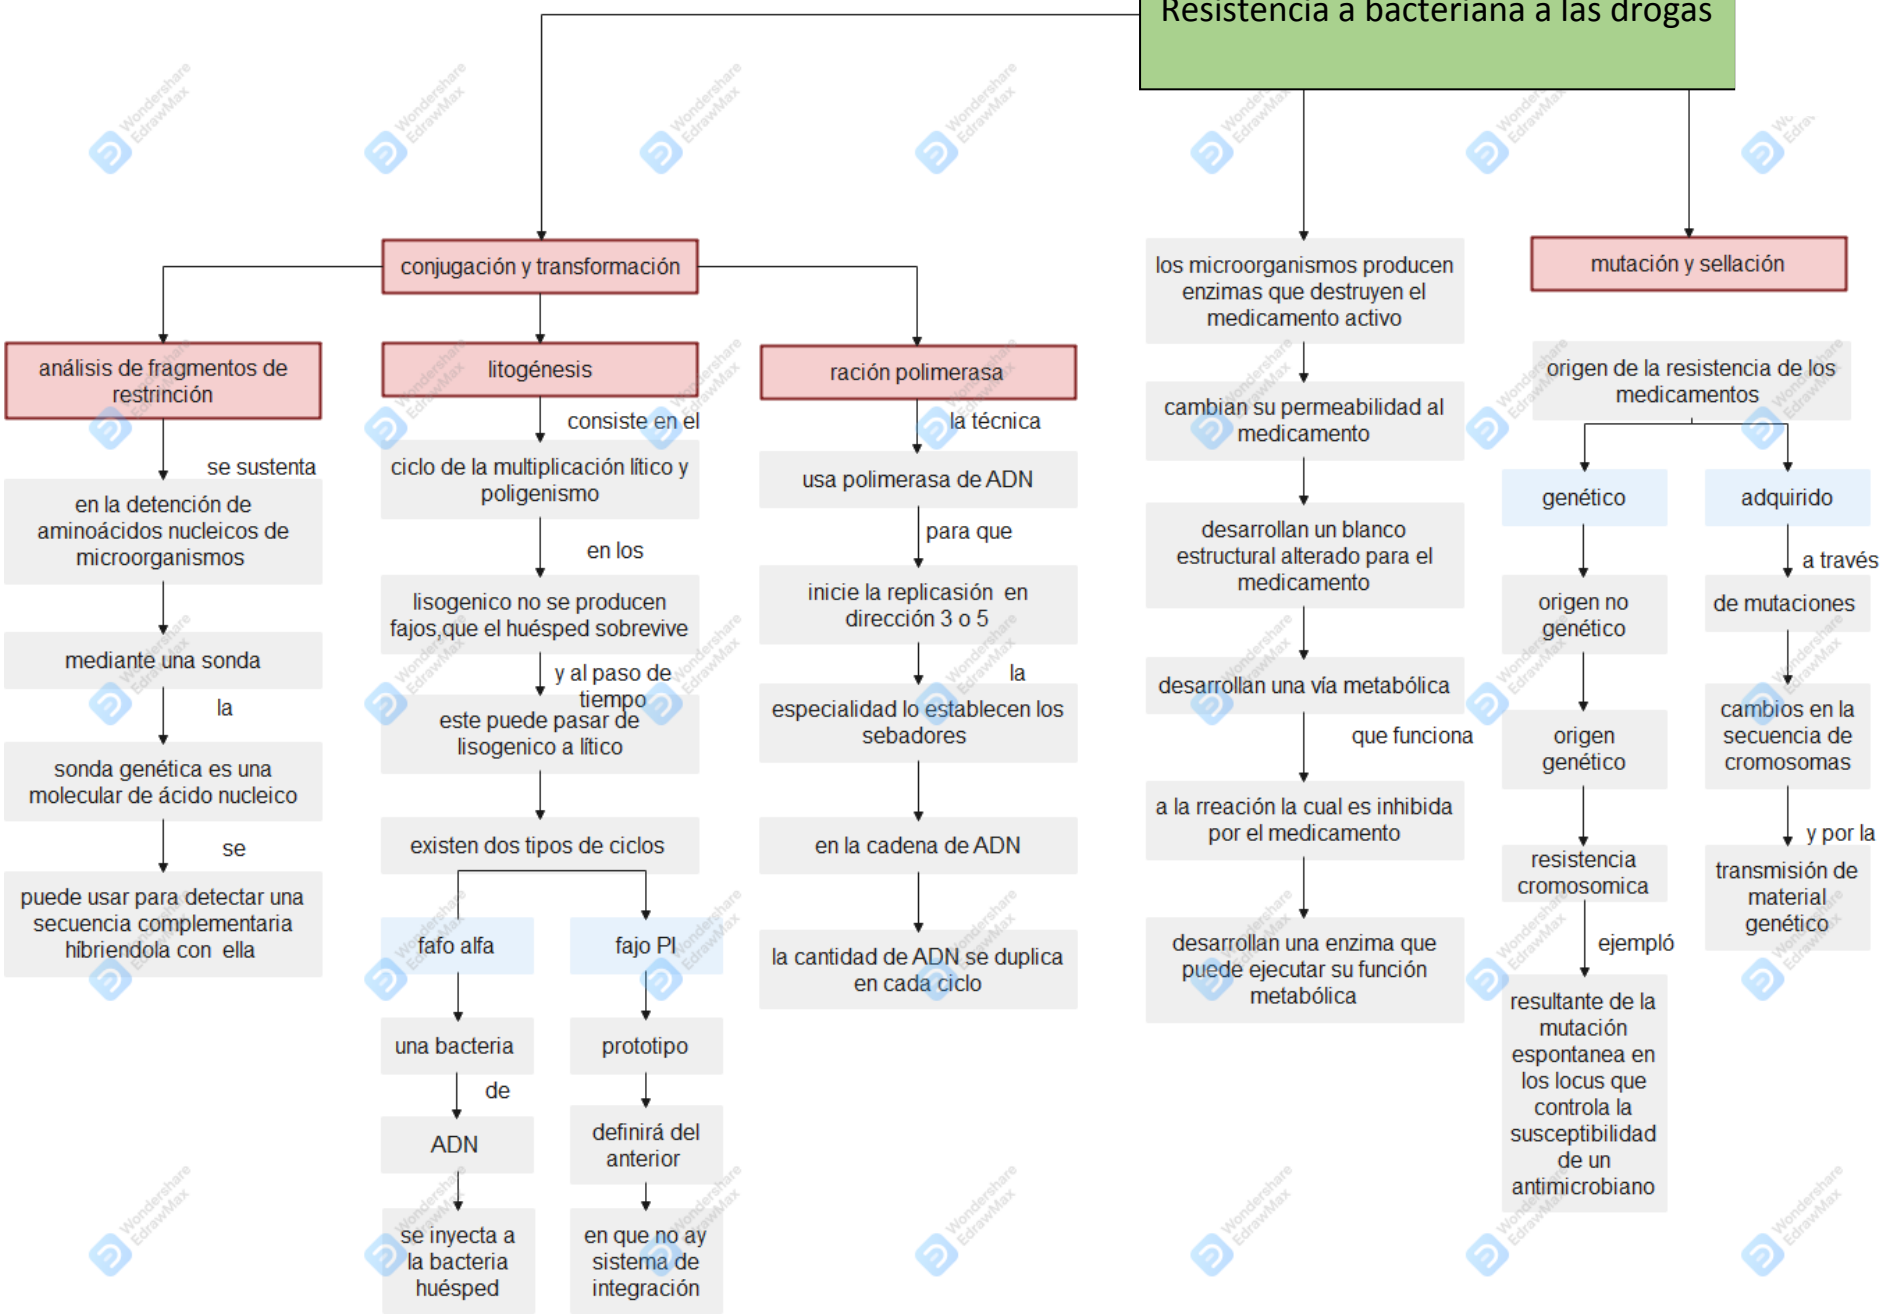 Resistencia a bacteriana a las drogas
conjugación y transformación
análisis de fragmentos de
restrinción
se sustenta
en la detención de
aminoácidos nucleicos de
microorganismos
mediante una sonda
la
sonda genética es una
molecular de ácido nucleico
se
puede usar para detectar una
secuencia complementaria
hibriendola con ella
litogénesis
consiste en el
ciclo de la multiplicación lítico y
poligenismo
en los
lisogenico no se producen
fajos,que el huésped sobrevive
y al paso de
tiempo
este puede pasar de
lisogenico a lítico
existen dos tipos de ciclos
fafo alfa
una bacteria
de
ADN
se inyecta a
la bacteria
huésped
fajo PI
prototipo
definirá del
anterior
en que no ay
sistema de
integración
ración polimerasa
la técnica
usa polimerasa de ADN
para que
inicie la replicasión en
dirección 3 o 5
la
especialidad lo establecen los
sebadores
en la cadena de ADN
la cantidad de ADN se duplica
en cada ciclo
los microorganismos producen
enzimas que destruyen el
medicamento activo
cambian su permeabilidad al
medicamento
desarrollan un blanco
estructural alterado para el
medicamento
desarrollan una vía metabólica
que funciona
a la rreación la cual es inhibida
por el medicamento
desarrollan una enzima que
puede ejecutar su función
metabólica
mutación y sellación
origen de la resistencia de los
medicamentos
genético
origen no
genético
origen
genético
resistencia
cromosomica
ejempló
resultante de la
mutación
espontanea en
los locus que
controla la
susceptibilidad
de un
antimicrobiano
adquirido
a través
de mutaciones
cambios en la
secuencia de
cromosomas
y por la
transmisión de
material
genético
Wondershare
EdrawMax